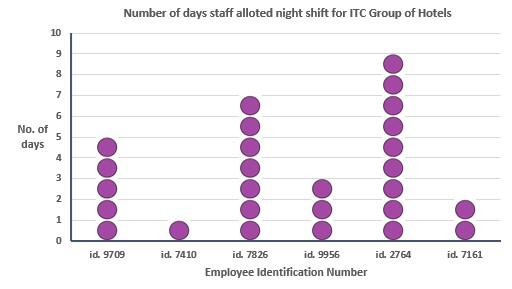 Number of days staff alloted night shift for ITC Group of Hotels
10
9
8
7
6
5
4
3
2
1
0
No. of
days
id. 9709
id. 7410
id. 7826
id. 9956
id. 2764
id. 7161
Employee Identification Number